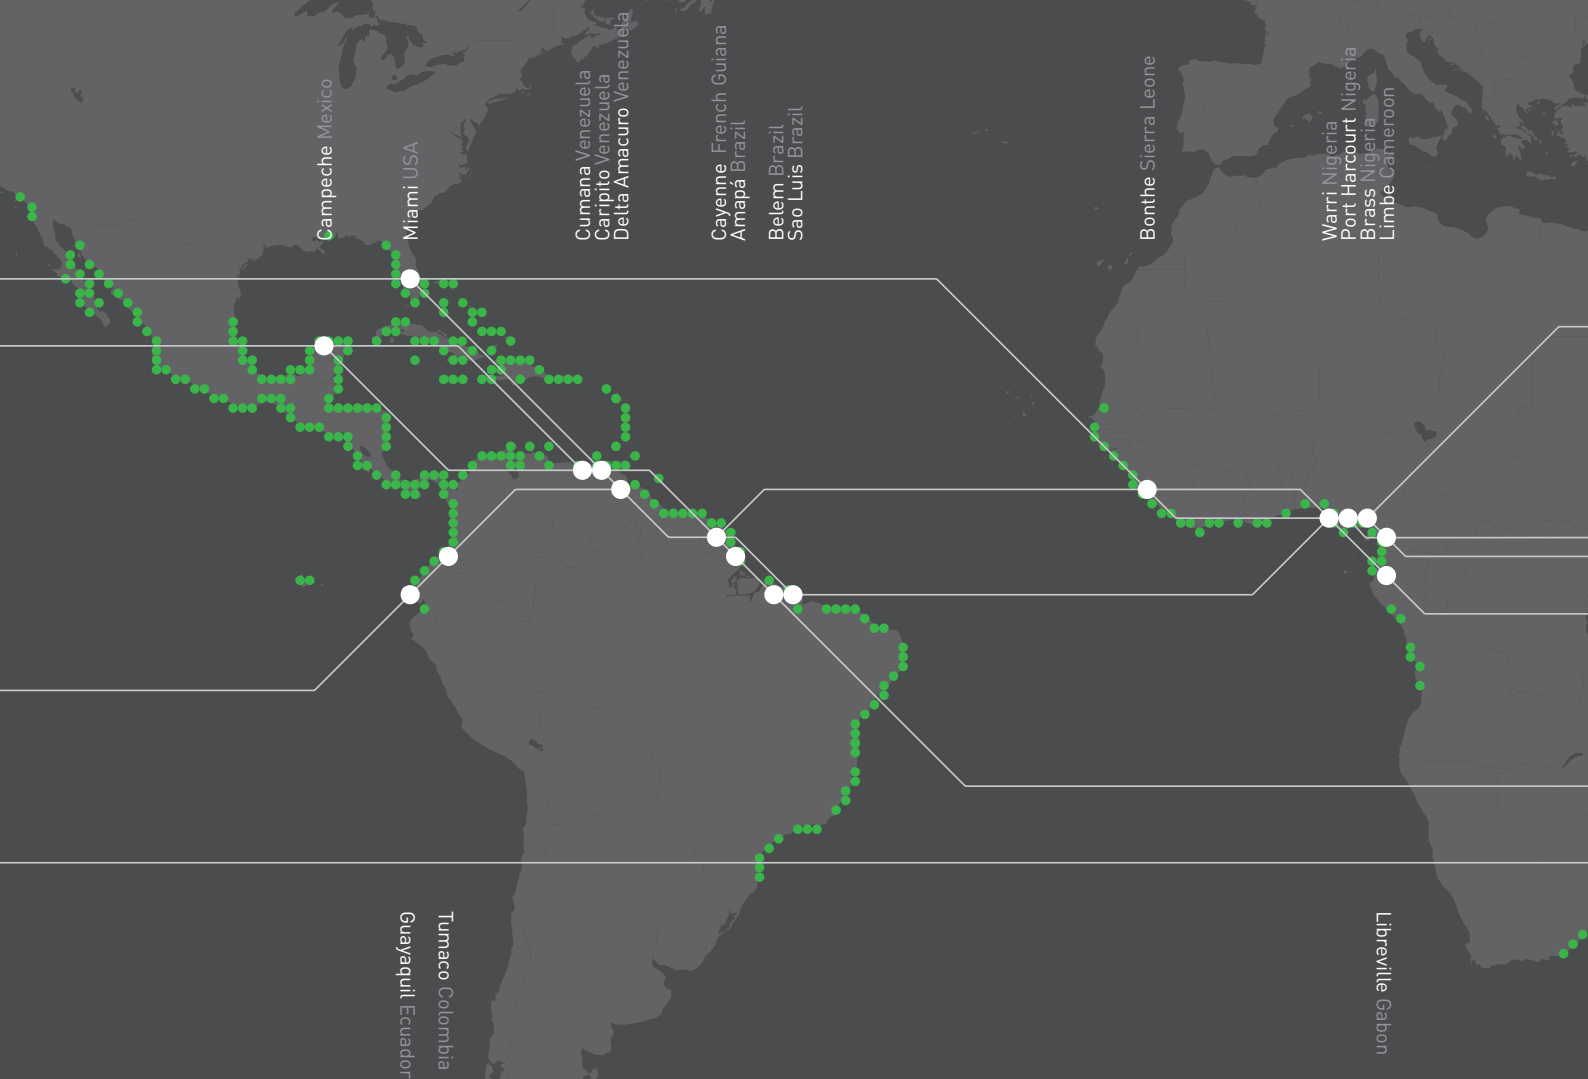 Campeche Mexico
Miami USA
Cumana Venezuela
Caripito Venezuela
Delta Amacuro Venezuela
Cayenne French Guiana
Amapá Brazil
Belem Brazil
Sao Luis Brazil
Bonthe Sierra Leone
Warri Nigeria
Port Harcourt Nigeria
Brass Nigeria
Limbe Cameroon
Guayaquil Ecuador
Tumaco Colombia
Libreville Gabon